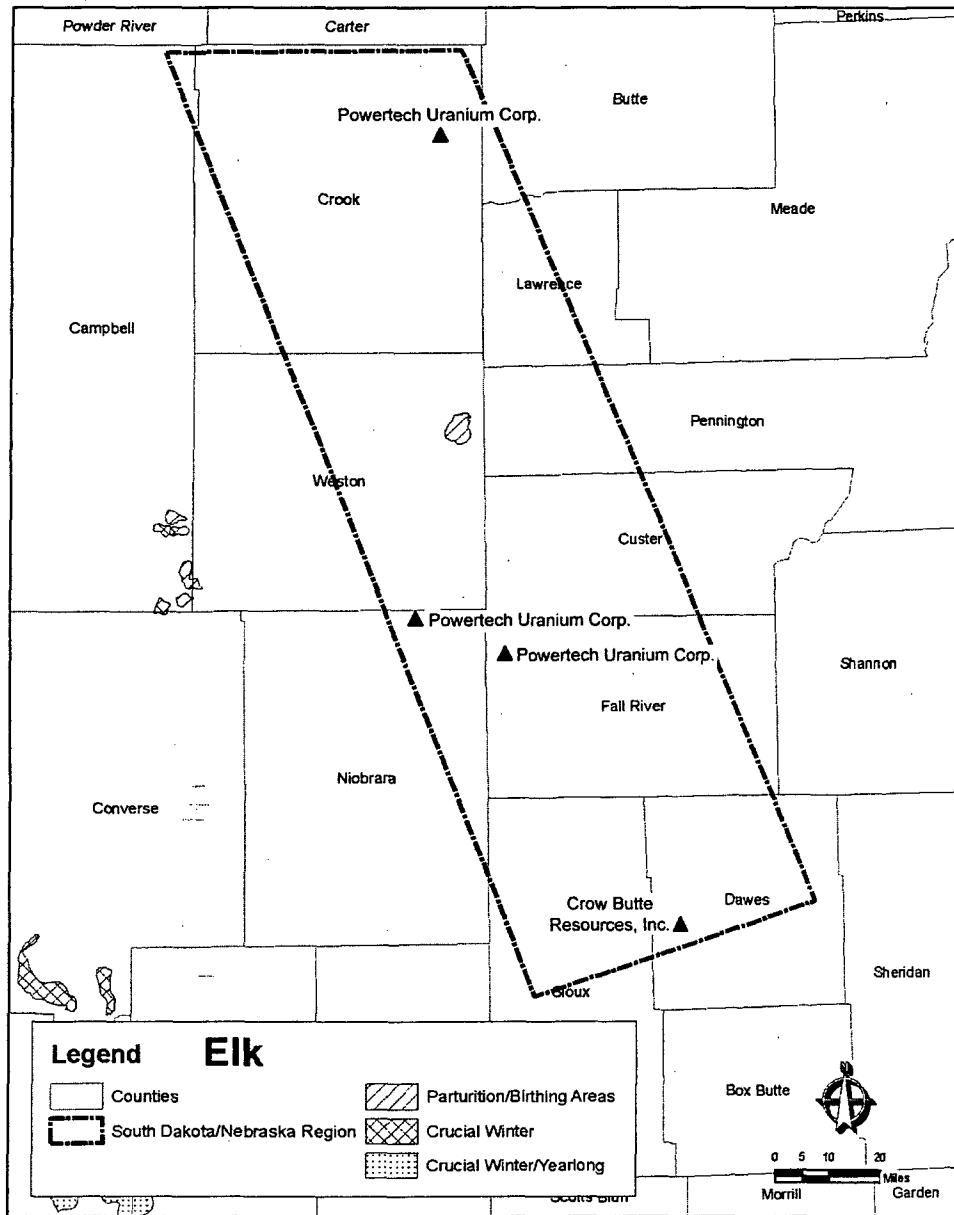 Powder River
Carter
Perkins
Butte
Powertech Uranium Corp.
Crook
Meade
Lawrence
Campbell
Pennington
Weston
Custer
Powertech Uranium Corp.
Powertech Uranium Corp.
Shannon
Fall River
Niobrara
Converse
Crow Butte
Resources, Inc.
Dawes
Sheridan
Sioux
Legend
Elk
Counties
South Dakota/Nebraska Region
Parturition/Birthing Areas
Crucial Winter
Crucial Winter/Yearlong
Box Butte
0 5 10 20
Miles
Scotts Bluff
Morrill
Garden